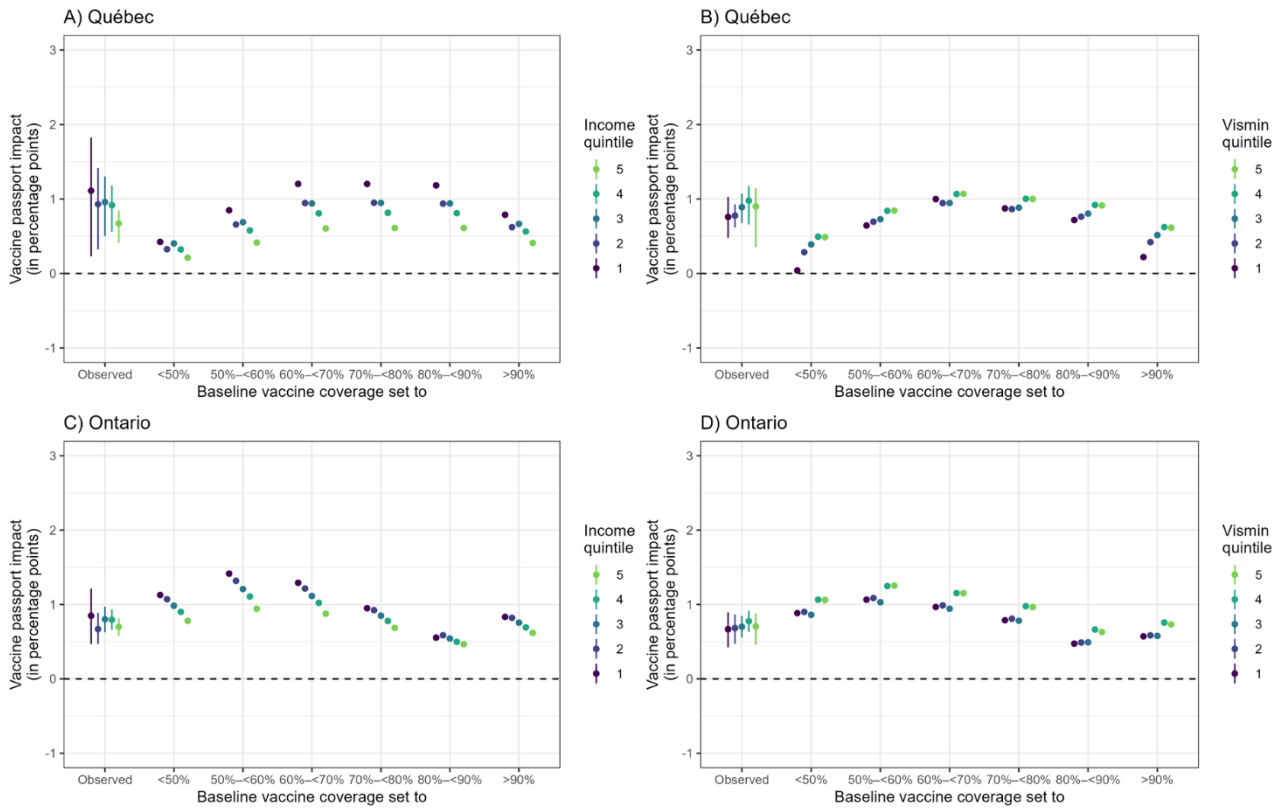 A) Québec
Vaccine passport impact
(in percentage points)
3
2
1
0
-1
Observed
<50%
50%–<60%
60%–<70%
70%–<80%
80%–<90%
>90%
Baseline vaccine coverage set to
Income
quintile
5
4
3
2
1
B) Québec
Vaccine passport impact
(in percentage points)
3
2
1
0
-1
Observed
<50%
50%–<60%
60%–<70%
70%–<80%
80%–<90%
>90%
Baseline vaccine coverage set to
Vismin
quintile
5
4
3
2
1
C) Ontario
Vaccine passport impact
(in percentage points)
3
2
1
0
-1
Observed
<50%
50%–<60%
60%–<70%
70%–<80%
80%–<90%
>90%
Baseline vaccine coverage set to
Income
quintile
5
4
3
2
1
D) Ontario
Vaccine passport impact
(in percentage points)
3
2
1
0
-1
Observed
<50%
50%–<60%
60%–<70%
70%–<80%
80%–<90%
>90%
Baseline vaccine coverage set to
Vismin
quintile
5
4
3
2
1